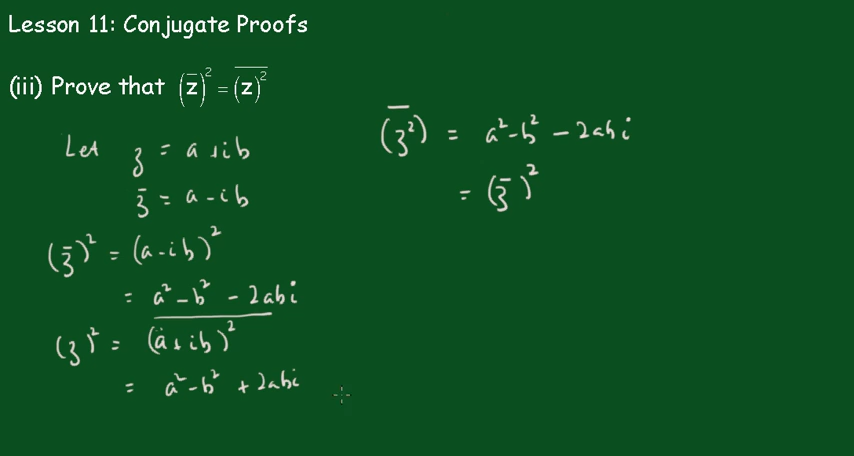 Lesson 11: Conjugate Proofs
(iii) Prove that (z̄)² = \overline{(z)²}
Let z = a + ib
z̄ = a - ib
(z̄)² = (a - ib)²
= a² - b² - 2abi
(z)² = (a + ib)²
= a² - b² + 2abi
\overline{(z²)} = a² - b² - 2abi
= (z̄)²